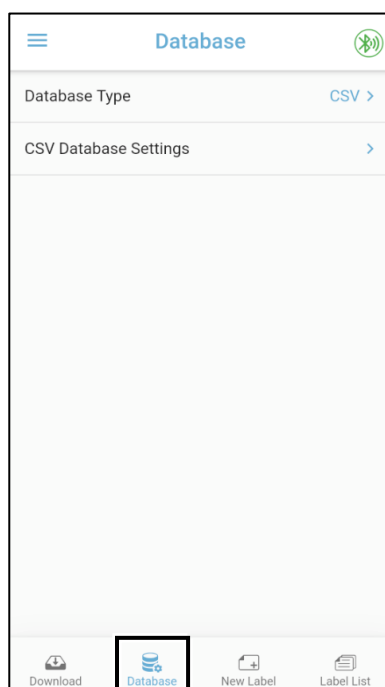 Database
Database Type CSV >
CSV Database Settings >
Download Database New Label Label List